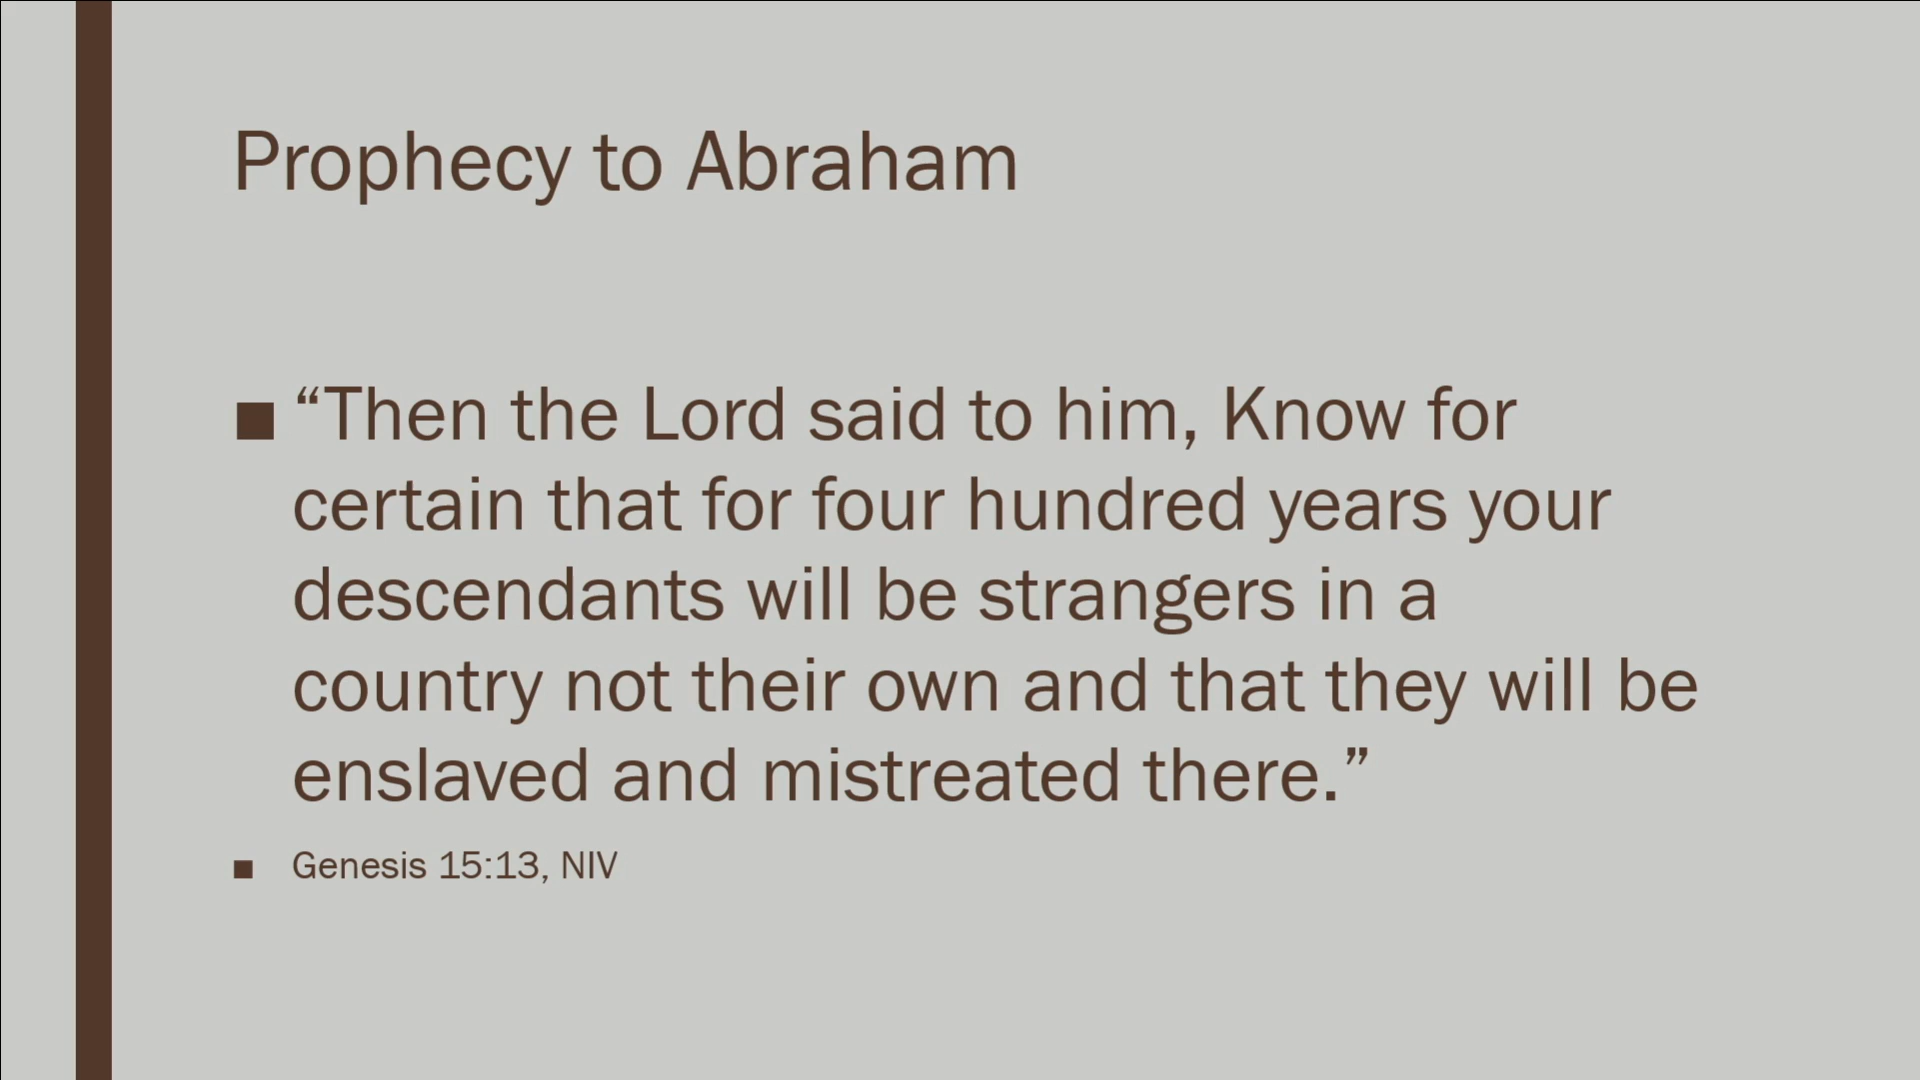 Prophecy to Abraham
“Then the Lord said to him, Know for
certain that for four hundred years your
descendants will be strangers in a
country not their own and that they will be
enslaved and mistreated there.”
Genesis 15:13, NIV